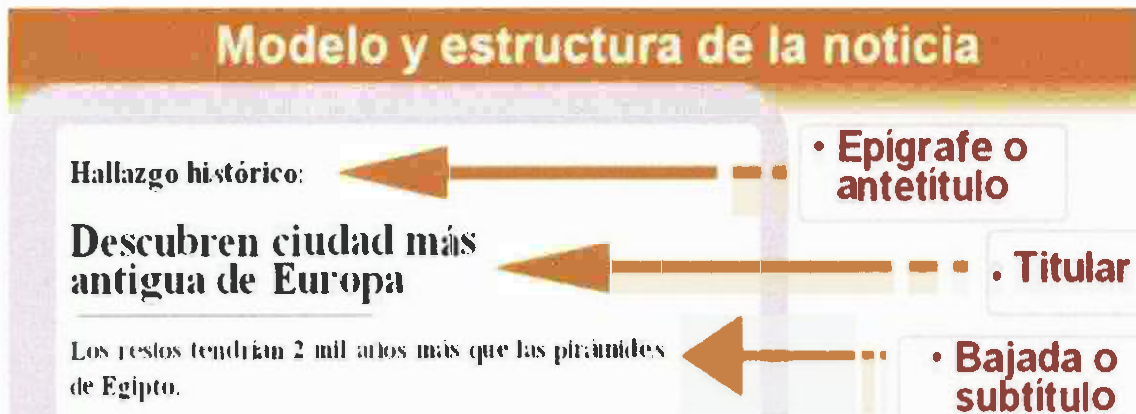 Modelo y estructura de la noticia
Hallazgo histórico:
• Epígrafe o
antetítulo
Descubren ciudad más
antigua de Europa
• Titular
Los restos tendrían 2 mil años más que las pirámides
de Egipto.
• Bajada o
subtítulo